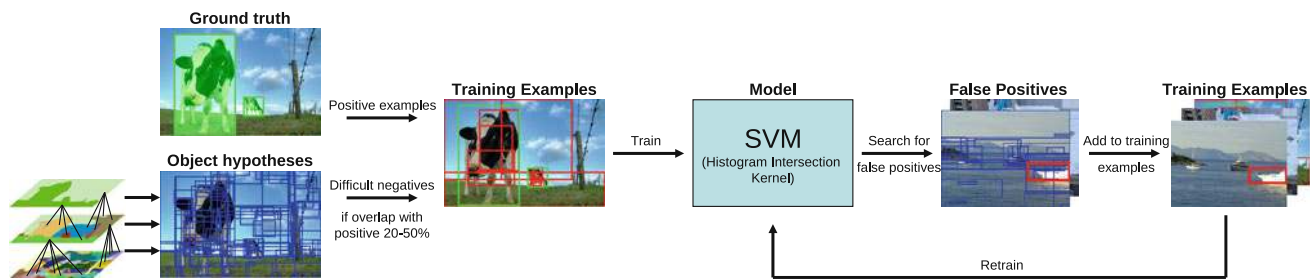 Ground truth
Positive examples
Object hypotheses
Difficult negatives
if overlap with
positive 20-50%
Training Examples
Train
Model
SVM
(Histogram Intersection
Kernel)
Search for
false positives
False Positives
Add to training
examples
Training Examples
Retrain